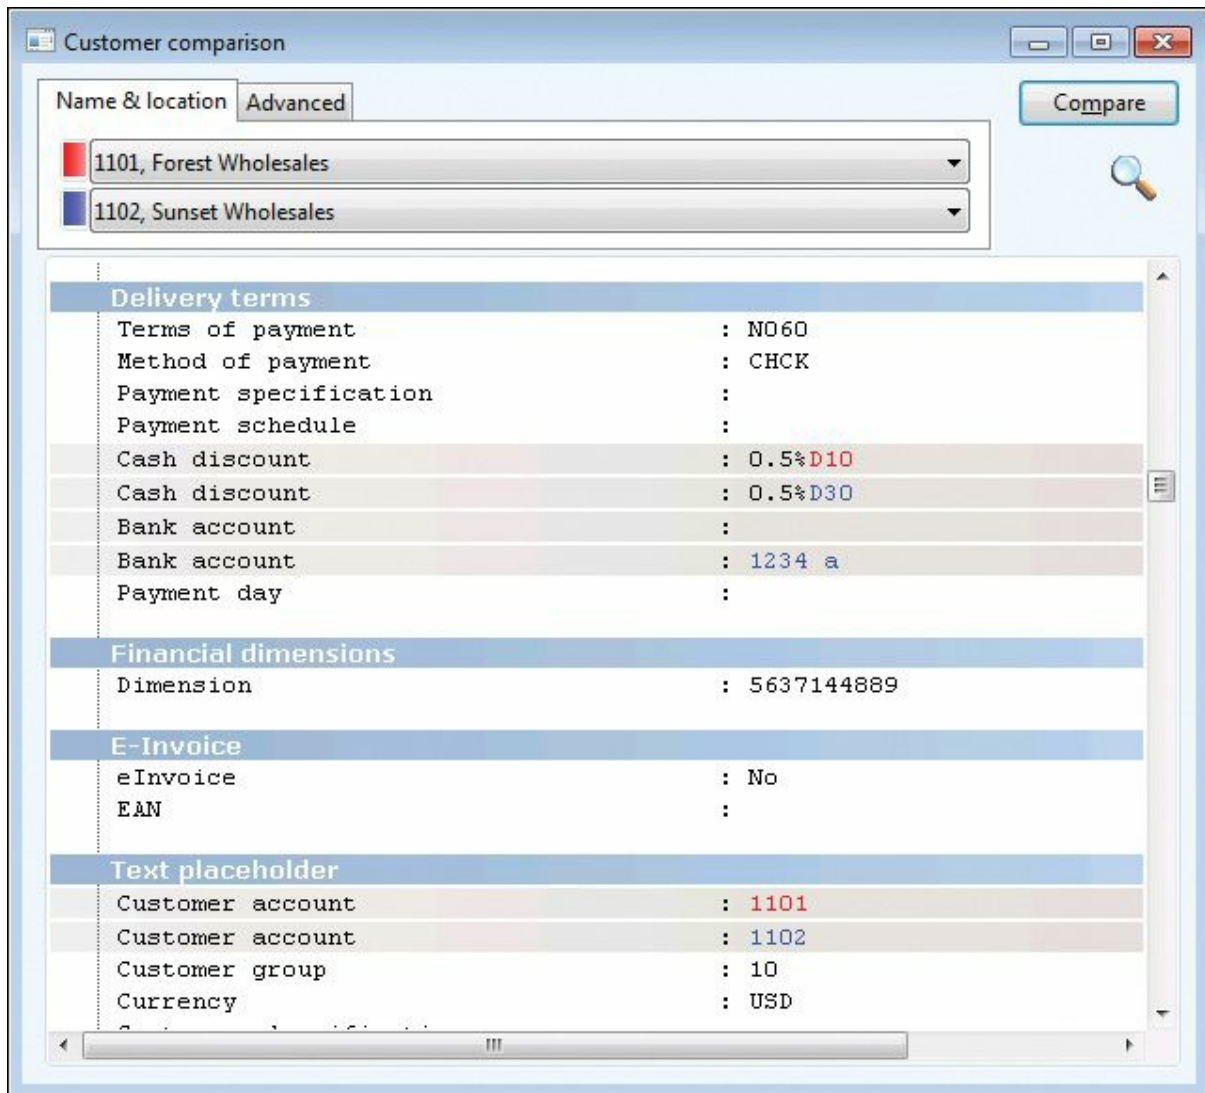 Customer comparison
Name & location Advanced Compare
1101, Forest Wholesales
1102, Sunset Wholesales
Delivery terms
Terms of payment : N060
Method of payment : CHCK
Payment specification :
Payment schedule :
Cash discount : 0.5%D10
Cash discount : 0.5%D30
Bank account :
Bank account : 1234 a
Payment day :
Financial dimensions
Dimension : 5637144889
E-Invoice
eInvoice : No
EAN :
Text placeholder
Customer account : 1101
Customer account : 1102
Customer group : 10
Currency : USD